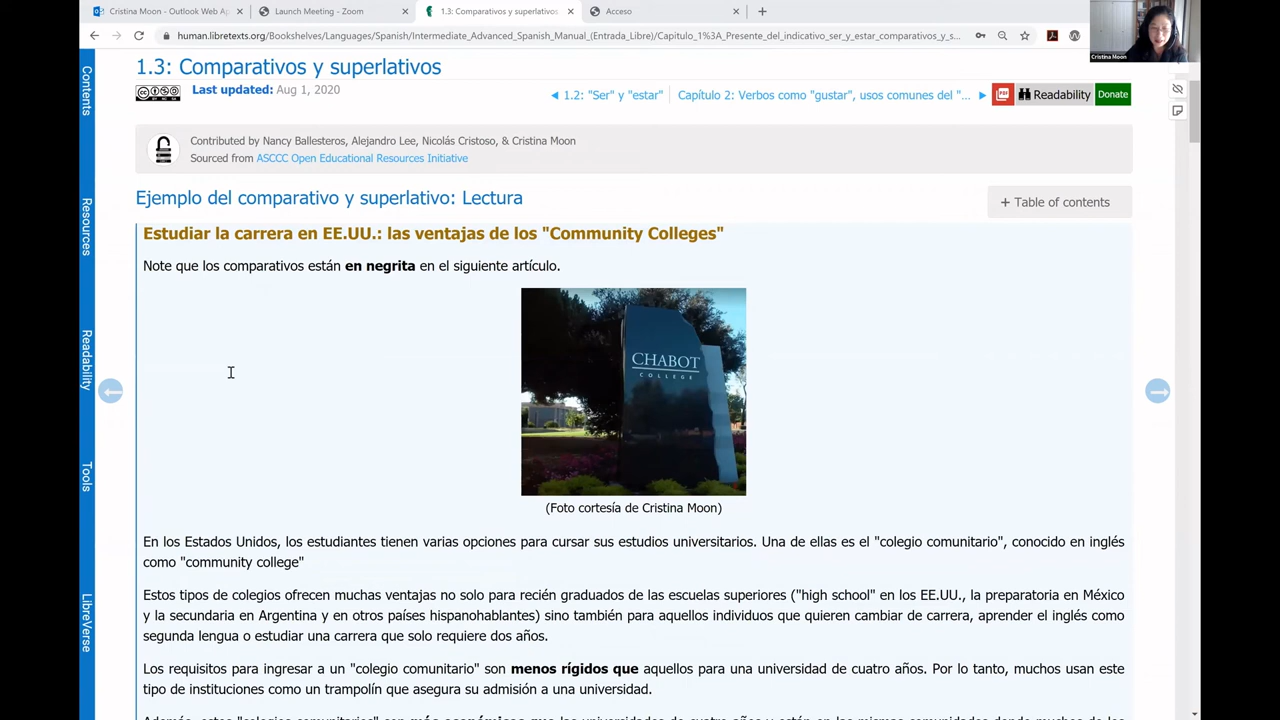 Cristina Moon - Outlook Web Ap
Launch Meeting - Zoom
1.3: Comparativos y superlativos
Acceso
human.libretexts.org/Bookshelves/Languages/Spanish/Intermediate_Advanced_Spanish_Manual_(Entrada_Libre)/Capitulo_1%3A_Presente_del_indicativo_ser_y_estar_comparativos_y_s...
Cristina Moon
1.3: Comparativos y superlativos
Last updated: Aug 1, 2020
1.2: "Ser" y "estar"
Capítulo 2: Verbos como "gustar", usos comunes del "...
Readability
Donate
Contributed by Nancy Ballesteros, Alejandro Lee, Nicolás Cristoso, & Cristina Moon
Sourced from ASCCC Open Educational Resources Initiative
Ejemplo del comparativo y superlativo: Lectura
+ Table of contents
Estudiar la carrera en EE.UU.: las ventajas de los "Community Colleges"
Note que los comparativos están en negrita en el siguiente artículo.
CHABOT
COLLEGE
(Foto cortesía de Cristina Moon)
En los Estados Unidos, los estudiantes tienen varias opciones para cursar sus estudios universitarios. Una de ellas es el "colegio comunitario", conocido en inglés
como "community college"
Estos tipos de colegios ofrecen muchas ventajas no solo para recién graduados de las escuelas superiores ("high school" en los EE.UU., la preparatoria en México
y la secundaria en Argentina y en otros países hispanohablantes) sino también para aquellos individuos que quieren cambiar de carrera, aprender el inglés como
segunda lengua o estudiar una carrera que solo requiere dos años.
Los requisitos para ingresar a un "colegio comunitario" son menos rígidos que aquellos para una universidad de cuatro años. Por lo tanto, muchos usan este
tipo de instituciones como un trampolín que asegura su admisión a una universidad.
Contents
Resources
Readability
Tools
LibreVerse